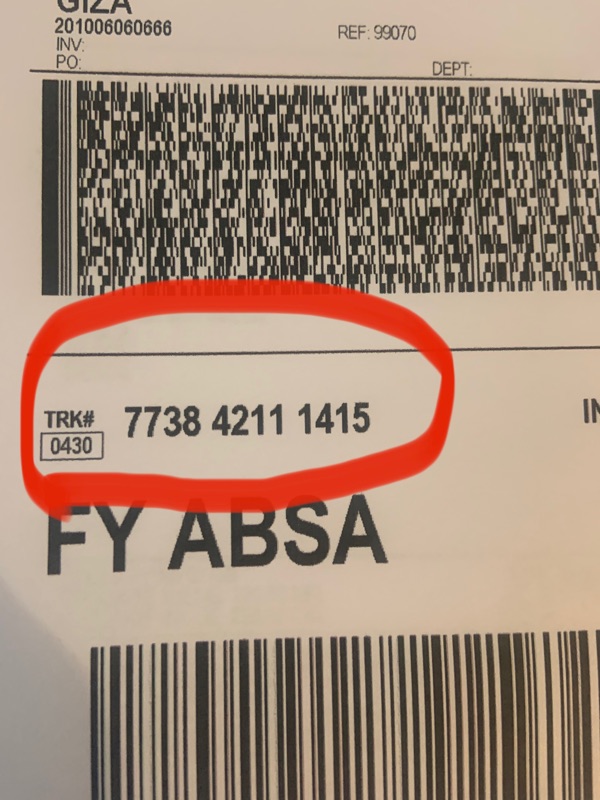 GIZA
201006060666
REF: 99070
INV:
PO:
DEPT:
TRK#
7738 4211 1415
0430
FY ABSA